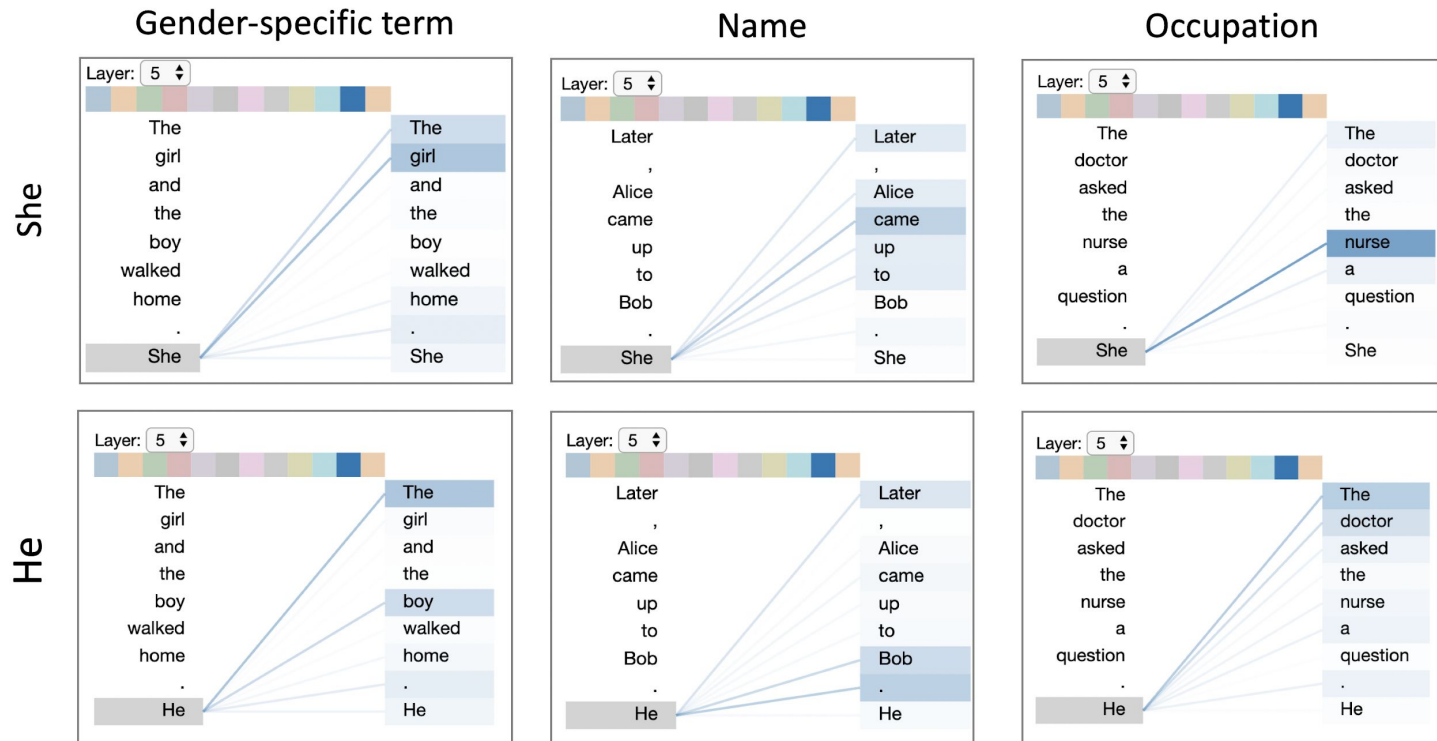 Gender-specific term Name Occupation
She
Layer: 5
The The
girl girl
and and
the the
boy boy
walked walked
home home
. .
She She
Layer: 5
Later Later
, ,
Alice Alice
came came
up up
to to
Bob Bob
. .
She She
Layer: 5
The The
doctor doctor
asked asked
the the
nurse nurse
a a
question question
. .
She She
He
Layer: 5
The The
girl girl
and and
the the
boy boy
walked walked
home home
. .
He He
Layer: 5
Later Later
, ,
Alice Alice
came came
up up
to to
Bob Bob
. .
He He
Layer: 5
The The
doctor doctor
asked asked
the the
nurse nurse
a a
question question
. .
He He